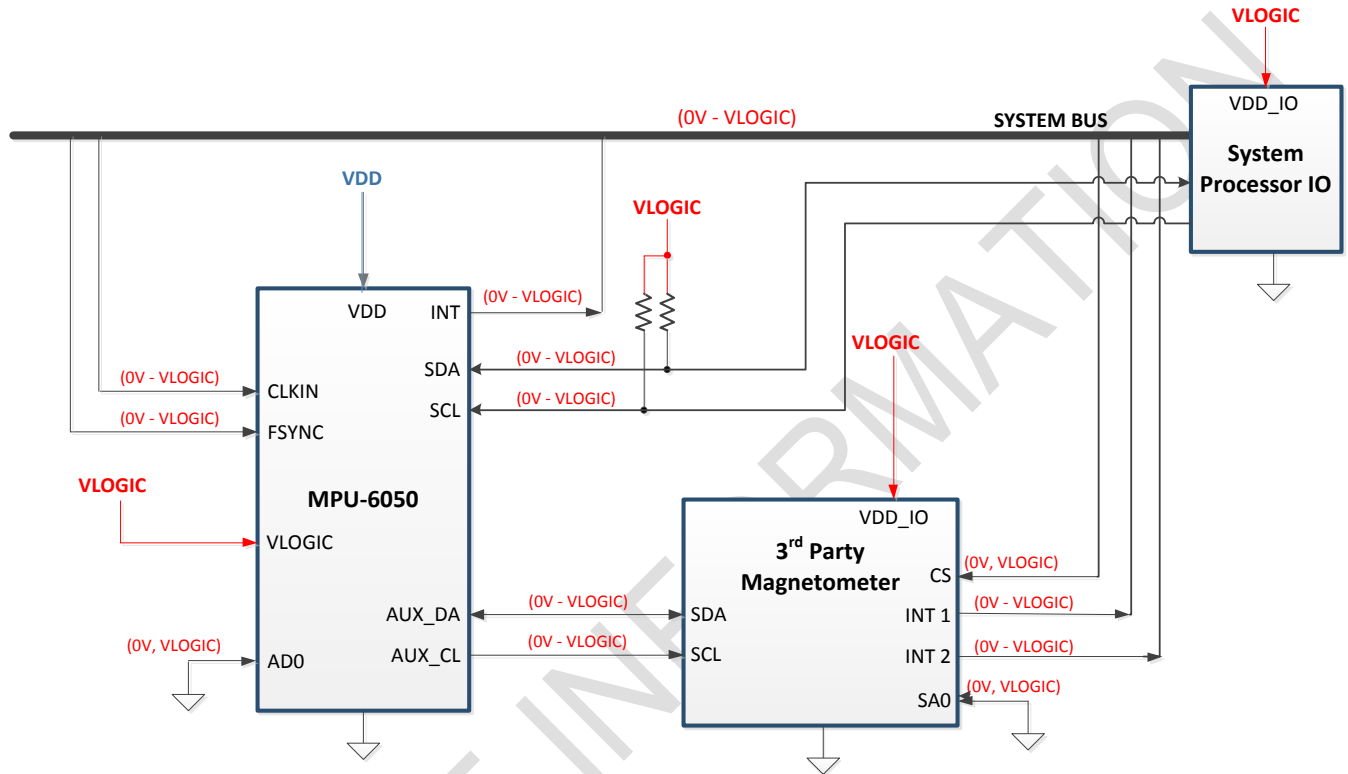 VLOGIC
VDD_IO
System
Processor IO
(0V - VLOGIC)
SYSTEM BUS
VDD
VLOGIC
VDD
INT
(0V - VLOGIC)
SDA
(0V - VLOGIC)
SCL
(0V - VLOGIC)
(0V - VLOGIC)
CLKIN
(0V - VLOGIC)
FSYNC
VLOGIC
VLOGIC
MPU-6050
AUX_DA
(0V - VLOGIC)
AUX_CL
(0V - VLOGIC)
(0V, VLOGIC)
AD0
VLOGIC
VDD_IO
3rd Party
Magnetometer
SDA
SCL
CS
(0V, VLOGIC)
INT 1
(0V - VLOGIC)
INT 2
(0V - VLOGIC)
SA0
(0V, VLOGIC)